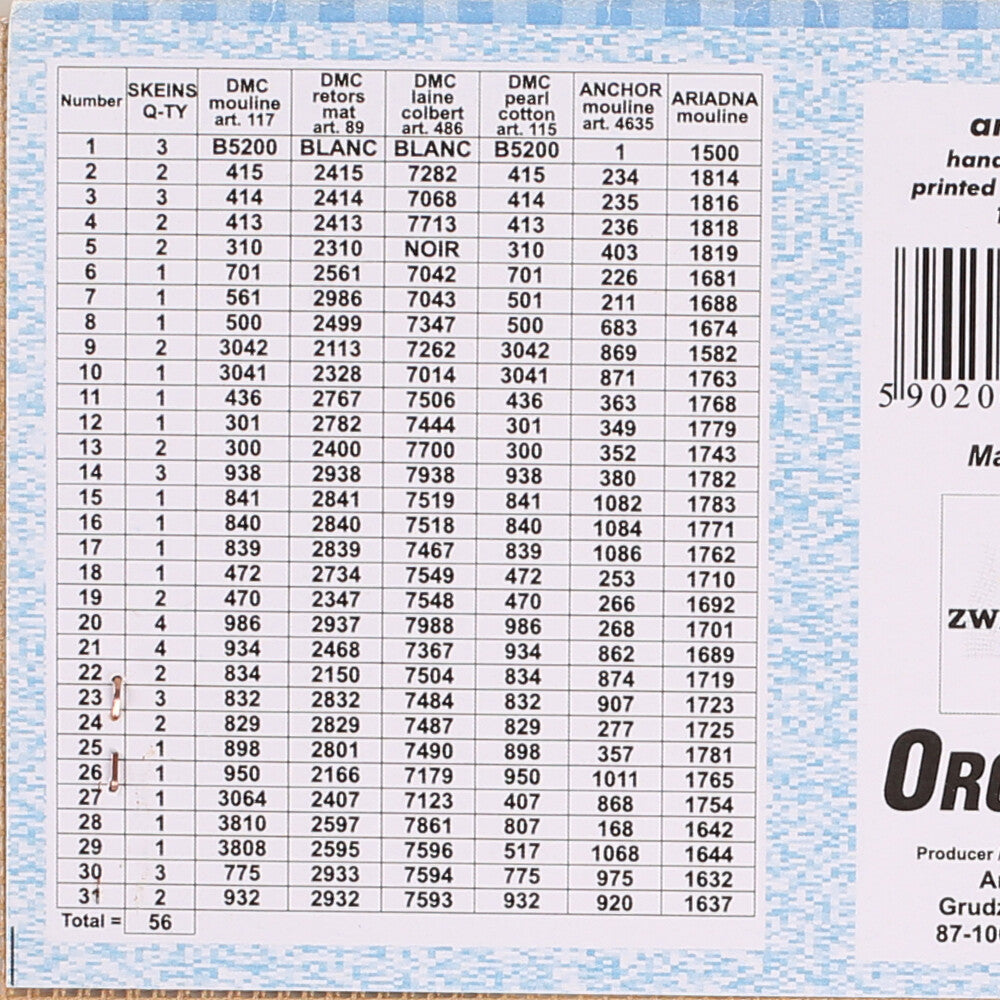 Number SKEINS Q-TY DMC mouline art. 117 DMC retors mat art. 89 DMC laine colbert art. 486 DMC pearl cotton art. 115 ANCHOR mouline art. 4635 ARIADNA mouline
1 3 B5200 BLANC BLANC B5200 1 1500
2 2 415 2415 7282 415 234 1814
3 3 414 2414 7068 414 235 1816
4 2 413 2413 7713 413 236 1818
5 2 310 2310 NOIR 310 403 1819
6 1 701 2561 7042 701 226 1681
7 1 561 2986 7043 501 211 1688
8 1 500 2499 7347 500 683 1674
9 2 3042 2113 7262 3042 869 1582
10 1 3041 2328 7014 3041 871 1763
11 1 436 2767 7506 436 363 1768
12 1 301 2782 7444 301 349 1779
13 2 300 2400 7700 300 352 1743
14 3 938 2938 7938 938 380 1782
15 1 841 2841 7519 841 1082 1783
16 1 840 2840 7518 840 1084 1771
17 1 839 2839 7467 839 1086 1762
18 1 472 2734 7549 472 253 1710
19 2 470 2347 7548 470 266 1692
20 4 986 2937 7988 986 268 1701
21 4 934 2468 7367 934 862 1689
22 2 834 2150 7504 834 874 1719
23 3 832 2832 7484 832 907 1723
24 2 829 2829 7487 829 277 1725
25 1 898 2801 7490 898 357 1781
26 1 950 2166 7179 950 1011 1765
27 1 3064 2407 7123 407 868 1754
28 1 3810 2597 7861 807 168 1642
29 1 3808 2595 7596 517 1068 1644
30 3 775 2933 7594 775 975 1632
31 2 932 2932 7593 932 920 1637
Total = 56
printed
5 9020
Producer
87-10